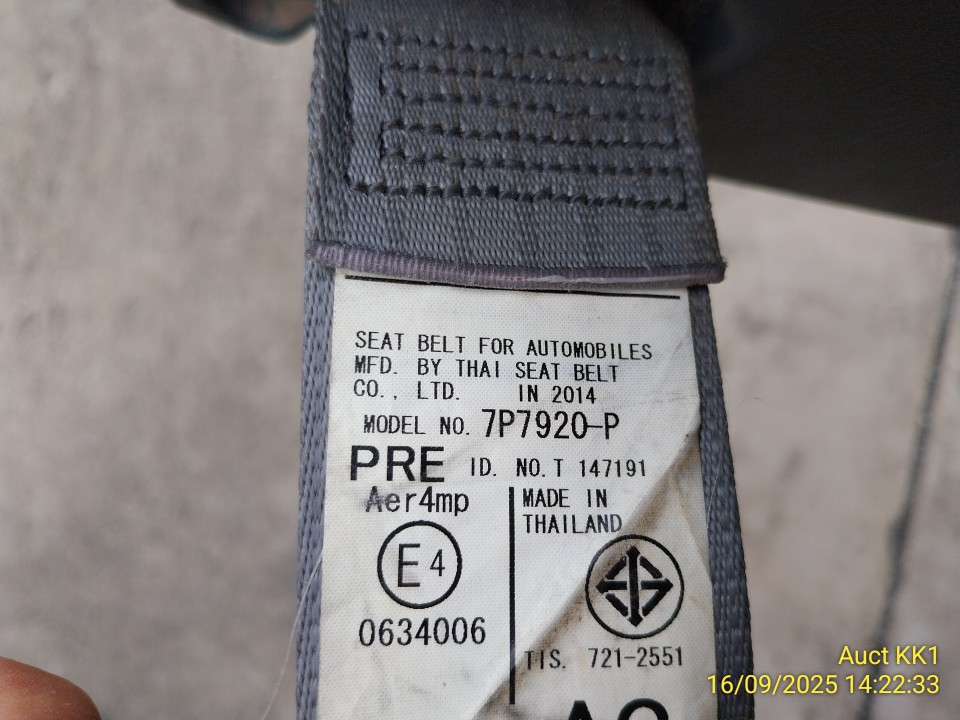 SEAT BELT FOR AUTOMOBILES
MFD. BY THAI SEAT BELT
CO., LTD. IN 2014
MODEL NO. 7P7920-P
PRE ID. NO. T 147191
Aer4mp
E4
0634006
MADE IN
THAILAND
TIS. 721-2551
Auct KK1
16/09/2025 14:22:33